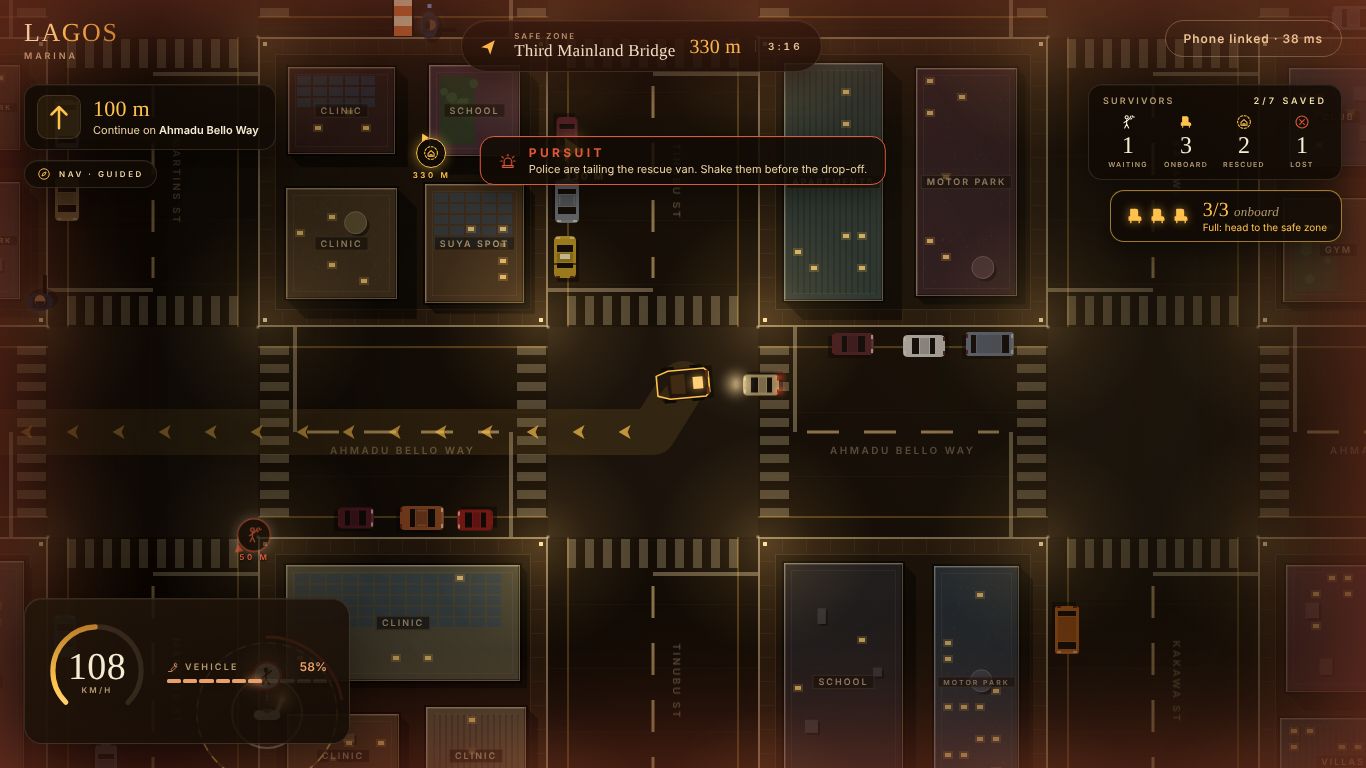 LAGOS
MARINA
SAFE ZONE
Third Mainland Bridge 330 m 3:16
Phone linked · 38 ms
100 m
Continue on Ahmadu Bello Way
NAV · GUIDED
PURSUIT
Police are tailing the rescue van. Shake them before the drop-off.
SURVIVORS 2/7 SAVED
1 3 2 1
WAITING ONBOARD RESCUED LOST
3/3 onboard
Full: head to the safe zone
CLINIC
SCHOOL
330 M
CLINIC
SUYA SPOT
APARTMENTS
MOTOR PARK
GYM
CLUB
AHMADU BELLO WAY
AHMADU BELLO WAY
50 M
CLINIC
SCHOOL
MOTOR PARK
TINUBU ST
KAKAWA ST
108
KM/H
VEHICLE 58%
CLINIC
CLINIC
VILLAS